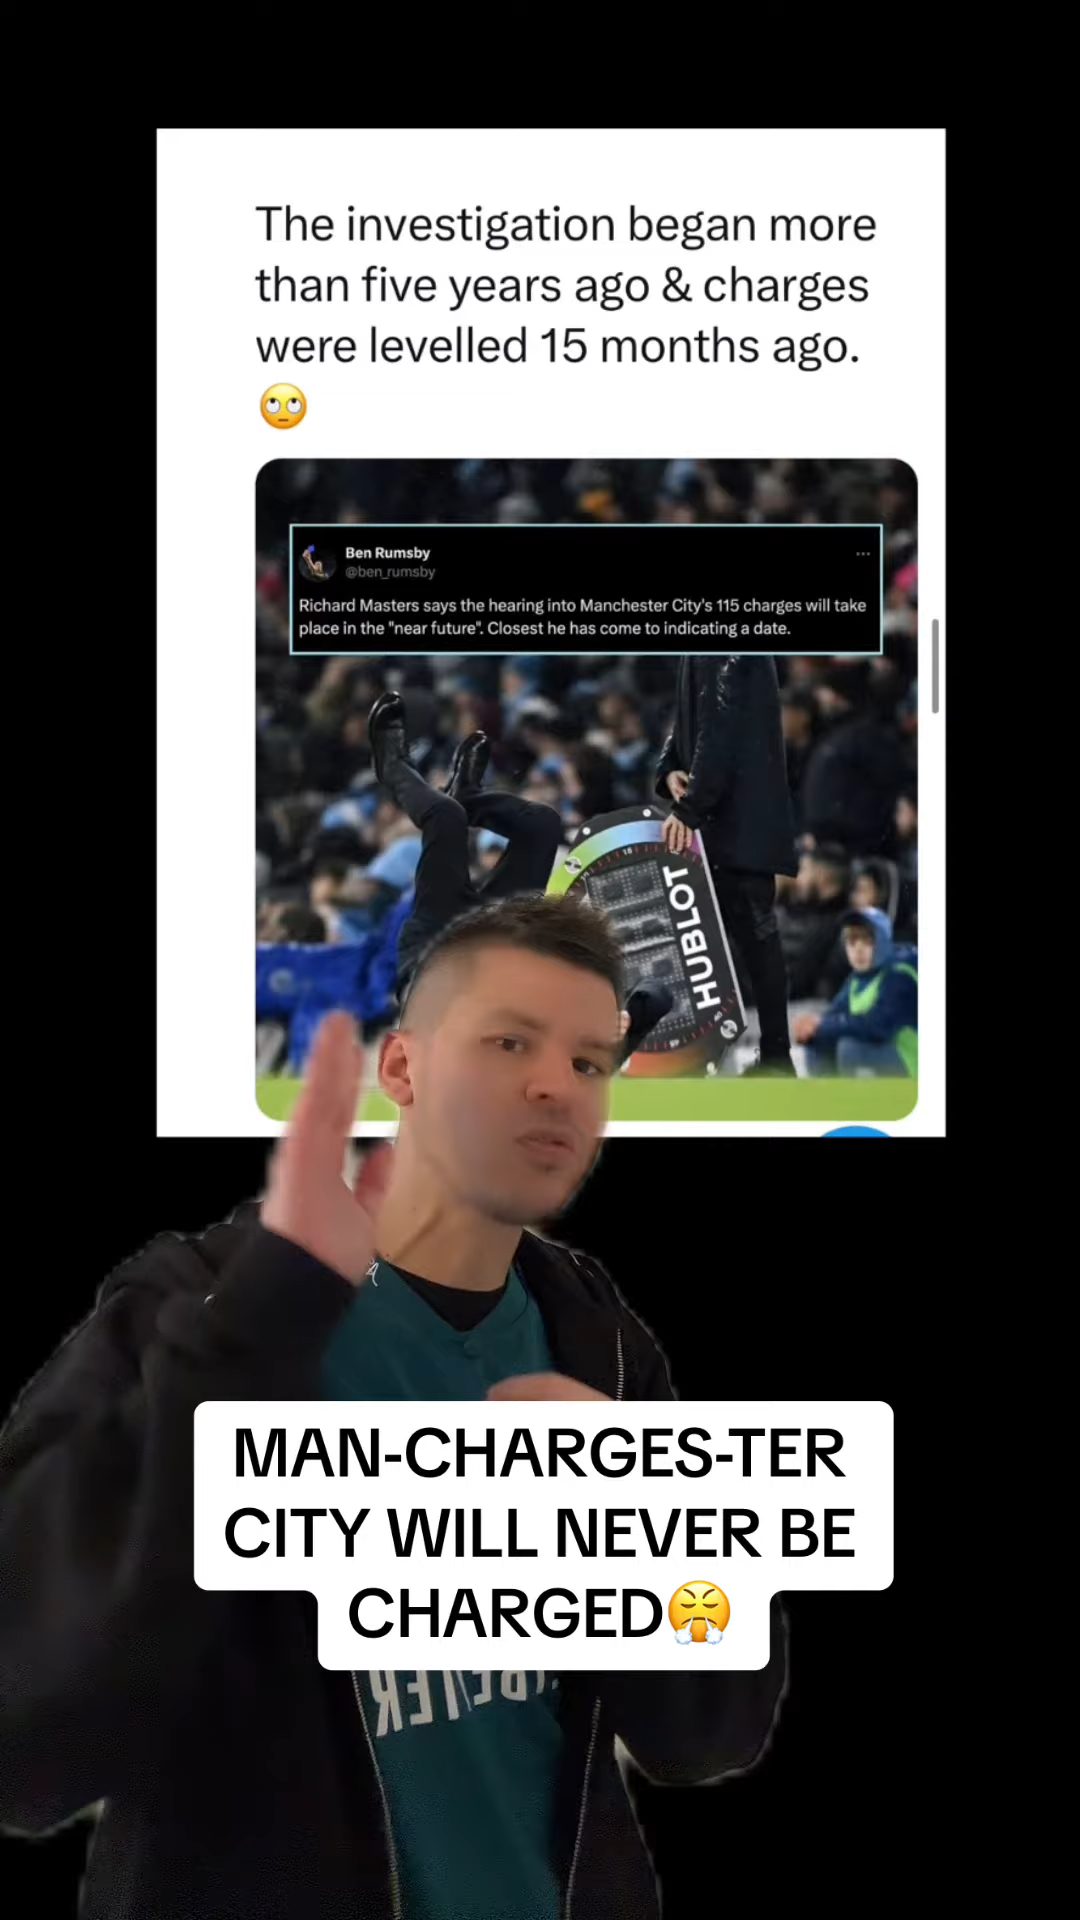 The investigation began more
than five years ago & charges
were levelled 15 months ago.
🙄
Ben Rumsby
@ben_rumsby
Richard Masters says the hearing into Manchester City's 115 charges will take
place in the "near future". Closest he has come to indicating a date.
HUBLOT
MAN-CHARGES-TER
CITY WILL NEVER BE
CHARGED😤